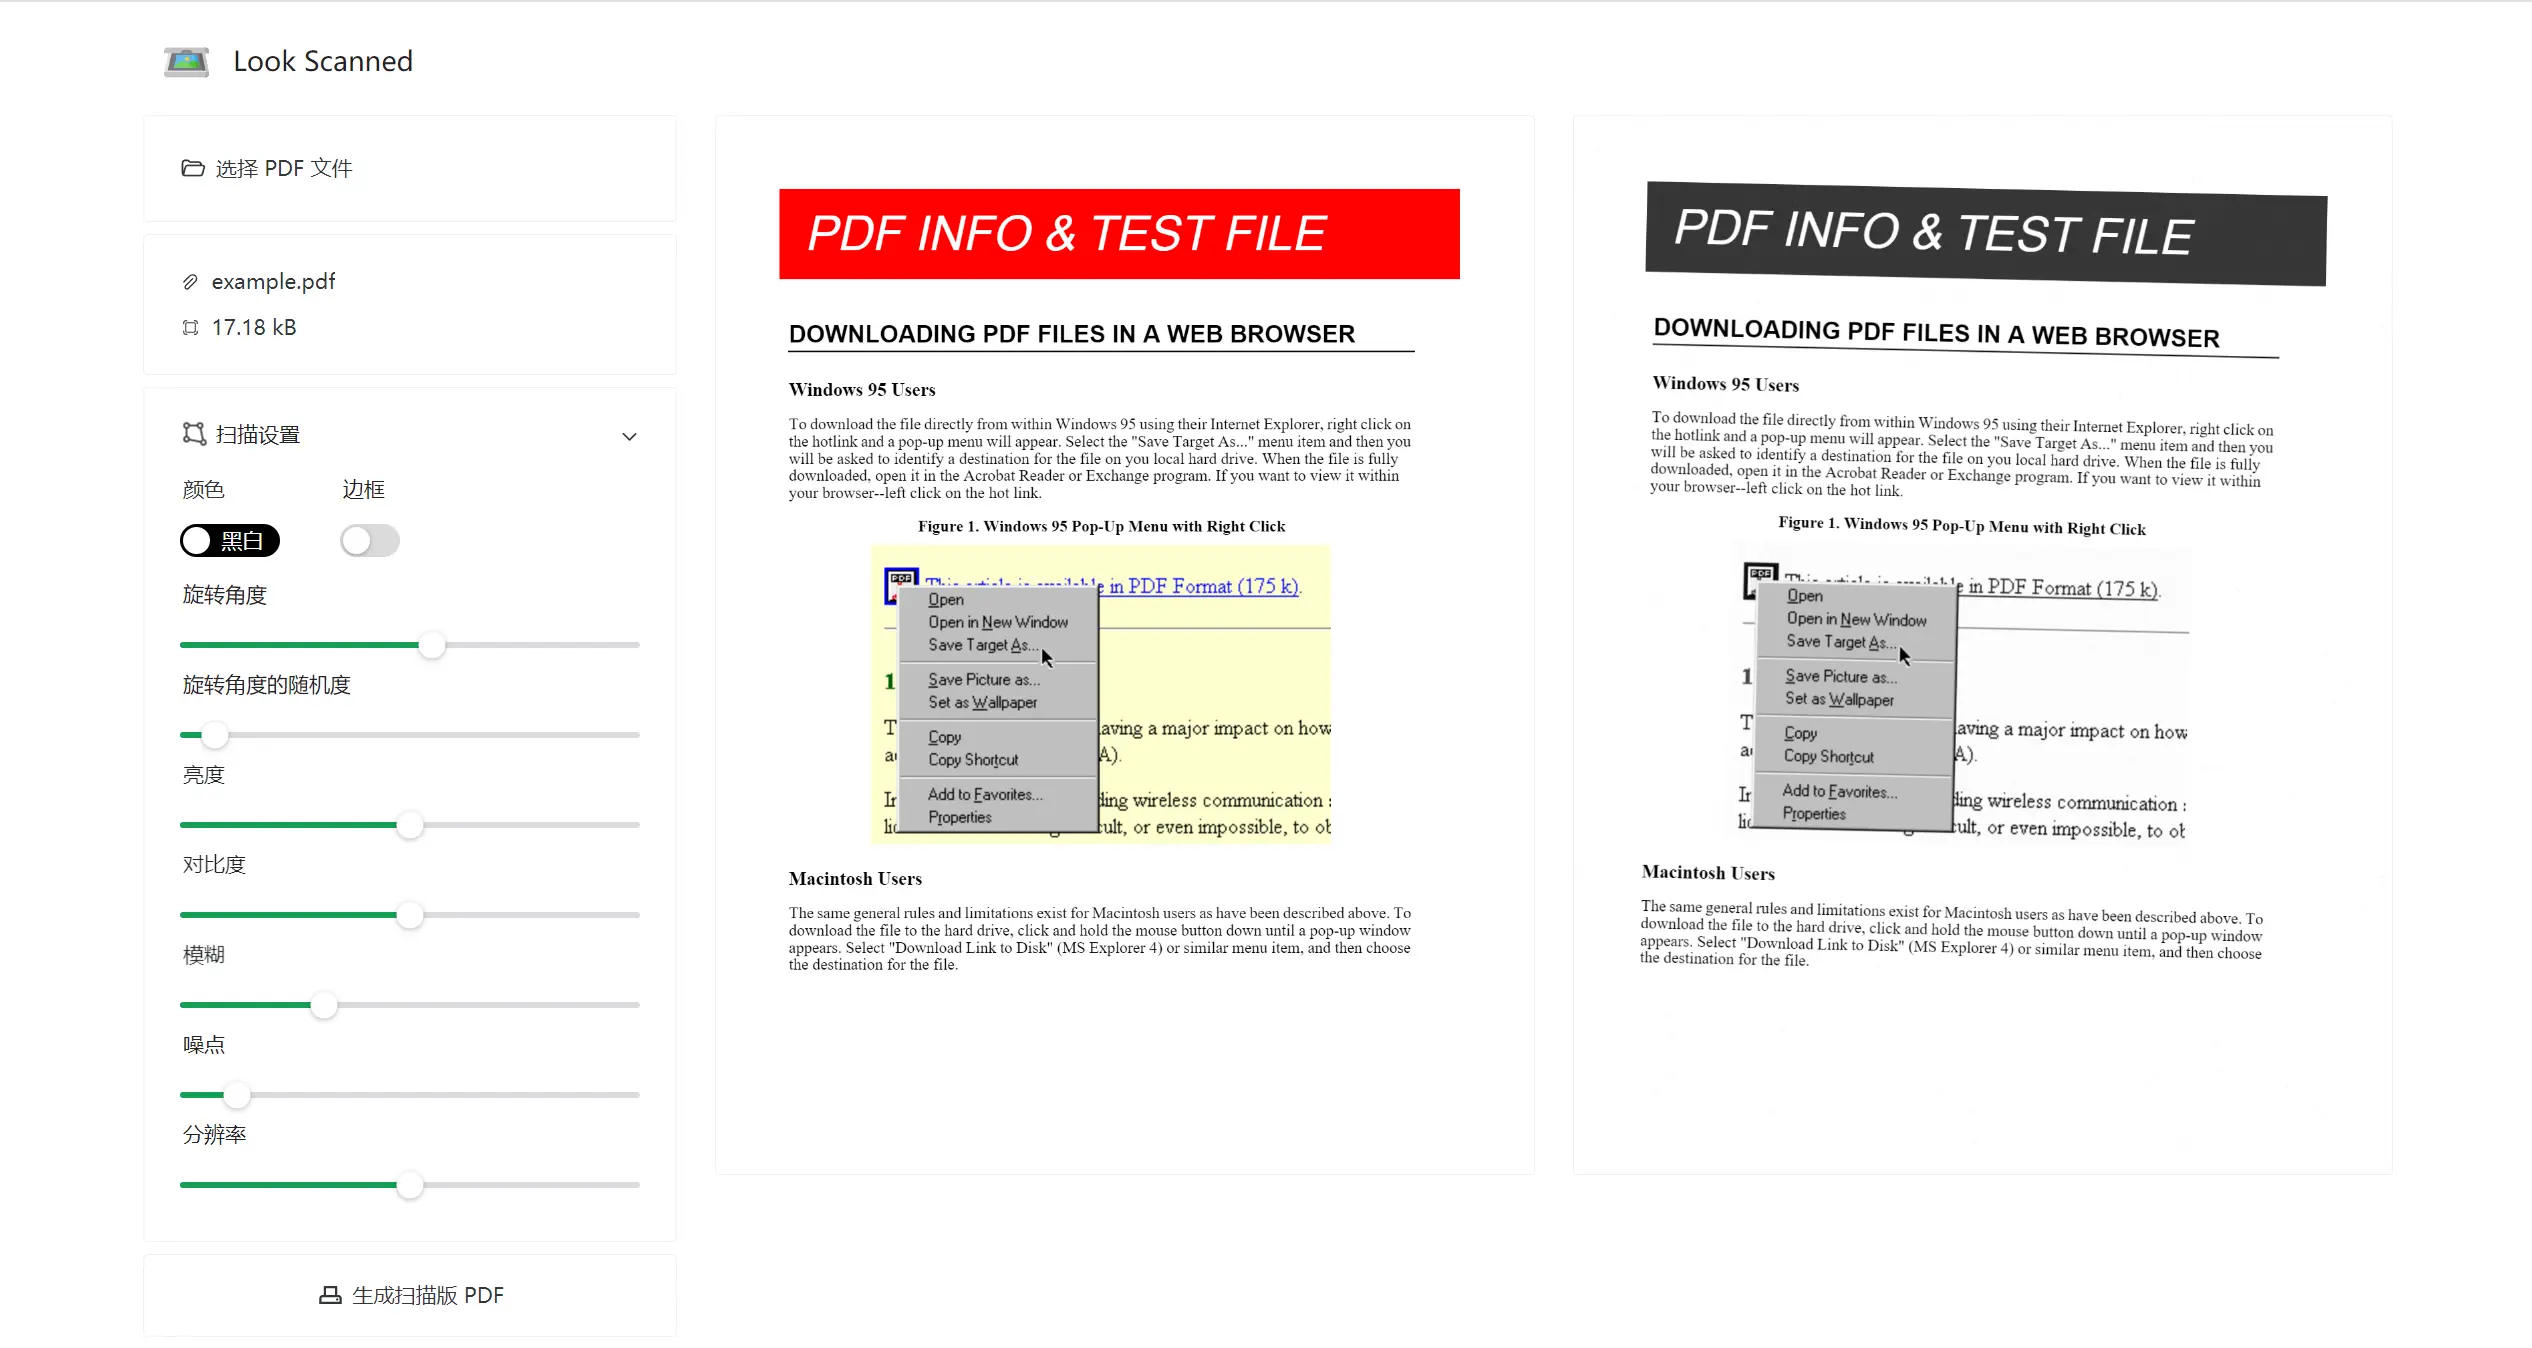 Look Scanned
选择 PDF 文件
example.pdf
17.18 kB
扫描设置
颜色 边框
黑白
旋转角度
旋转角度的随机度
亮度
对比度
模糊
噪点
分辨率
生成扫描版 PDF
PDF INFO & TEST FILE
DOWNLOADING PDF FILES IN A WEB BROWSER
Windows 95 Users
To download the file directly from within Windows 95 using their Internet Explorer, right click on
the hotlink and a pop-up menu will appear. Select the "Save Target As..." menu item and then you
will be asked to identify a destination for the file on you local hard drive. When the file is fully
downloaded, open it in the Acrobat Reader or Exchange program. If you want to view it within
your browser--left click on the hot link.
Figure 1. Windows 95 Pop-Up Menu with Right Click
PDF This article is available in PDF Format (175 k).
Open
Open in New Window
Save Target As...
1
Save Picture as...
Set as Wallpaper
T aving a major impact on how
Copy
a A).
Copy Shortcut
Add to Favorites...
In ding wireless communication :
Properties
lic cult, or even impossible, to ob
Macintosh Users
The same general rules and limitations exist for Macintosh users as have been described above. To
download the file to the hard drive, click and hold the mouse button down until a pop-up window
appears. Select "Download Link to Disk" (MS Explorer 4) or similar menu item, and then choose
the destination for the file.
PDF INFO & TEST FILE
DOWNLOADING PDF FILES IN A WEB BROWSER
Windows 95 Users
To download the file directly from within Windows 95 using their Internet Explorer, right click on
the hotlink and a pop-up menu will appear. Select the "Save Target As..." menu item and then you
will be asked to identify a destination for the file on you local hard drive. When the file is fully
downloaded, open it in the Acrobat Reader or Exchange program. If you want to view it within
your browser--left click on the hot link.
Figure 1. Windows 95 Pop-Up Menu with Right Click
PDF This article is available in PDF Format (175 k).
Open
Open in New Window
Save Target As...
1
Save Picture as...
Set as Wallpaper
T aving a major impact on how
Copy
a A).
Copy Shortcut
Add to Favorites...
In ding wireless communication :
Properties
lic cult, or even impossible, to ob
Macintosh Users
The same general rules and limitations exist for Macintosh users as have been described above. To
download the file to the hard drive, click and hold the mouse button down until a pop-up window
appears. Select "Download Link to Disk" (MS Explorer 4) or similar menu item, and then choose
the destination for the file.